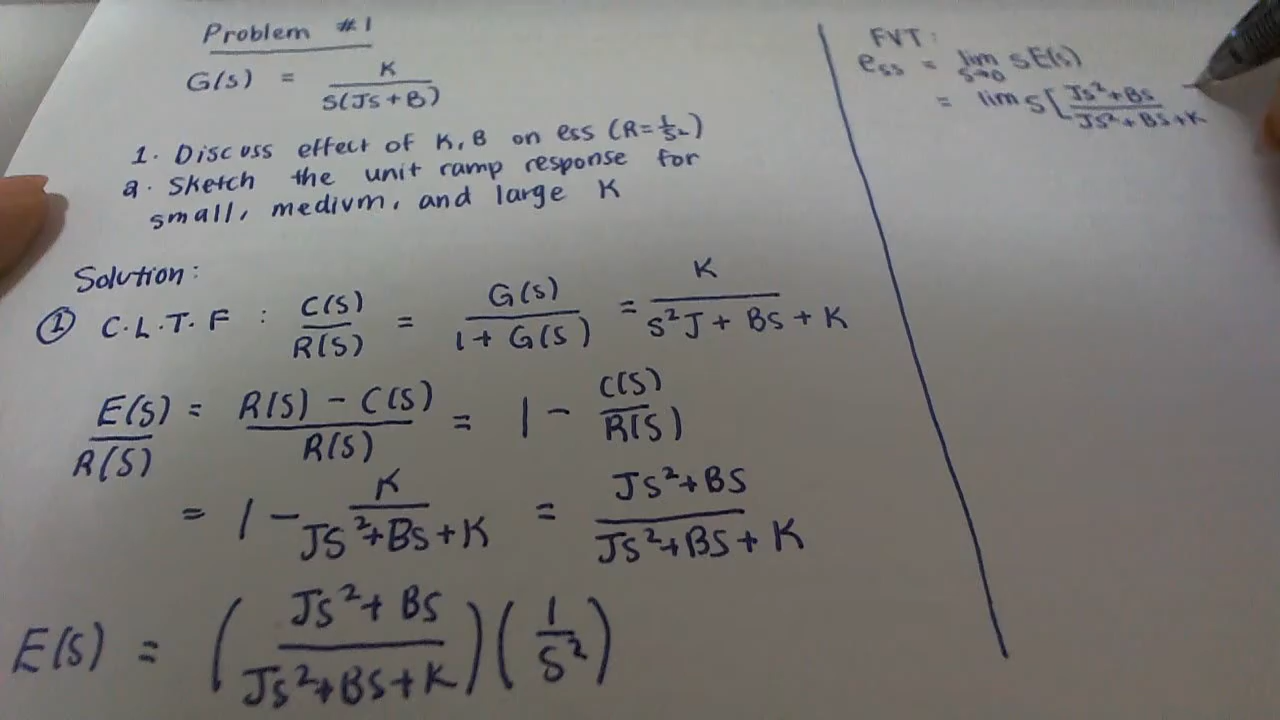 Problem #1
G(s) = K / S(Js+B)
1. Discuss effect of K, B on ess (R=1/s²)
2. Sketch the unit ramp response for
small, medium, and large K
Solution:
① C.L.T.F : C(S)/R(S) = G(S)/(1+G(S)) = K/(S²J + BS + K)
E(S)/R(S) = (R(S) - C(S))/R(S) = 1 - C(S)/R(S)
= 1 - K/(JS²+BS+K) = (JS²+BS)/(JS²+BS+K)
E(S) = ((JS²+BS)/(JS²+BS+K)) (1/S²)
FVT:
ess = lim s→0 SE(S)
= lim S[(JS²+BS)/(JS²+BS+K)